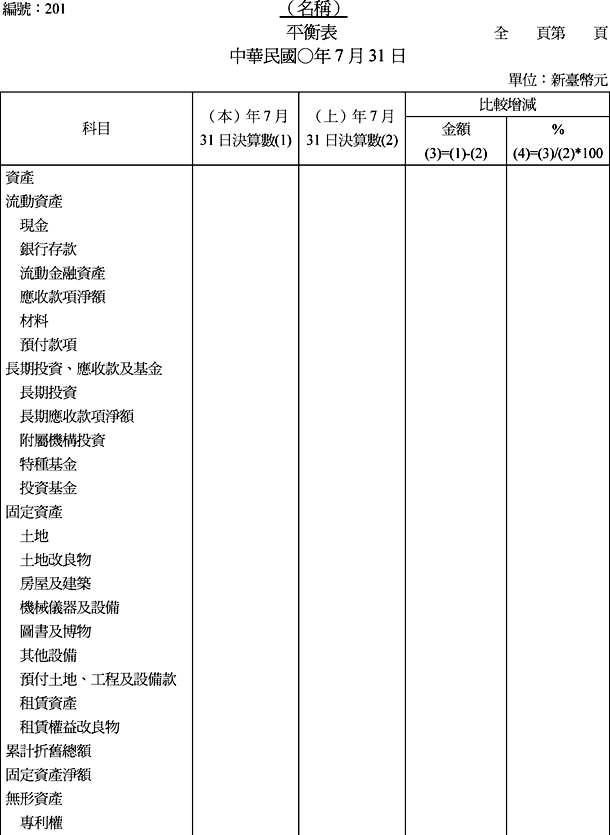 編號：201
（名稱）
平衡表
全　　頁第　　頁
中華民國○年 7 月 31 日
單位：新臺幣元
科目
（本）年 7 月
31 日決算數(1)
（上）年 7 月
31 日決算數(2)
比較增減
金額
(3)=(1)-(2)
%
(4)=(3)/(2)*100
資產
流動資產
現金
銀行存款
流動金融資產
應收款項淨額
材料
預付款項
長期投資、應收款及基金
長期投資
長期應收款項淨額
附屬機構投資
特種基金
投資基金
固定資產
土地
土地改良物
房屋及建築
機械儀器及設備
圖書及博物
其他設備
預付土地、工程及設備款
租賃資產
租賃權益改良物
累計折舊總額
固定資產淨額
無形資產
專利權